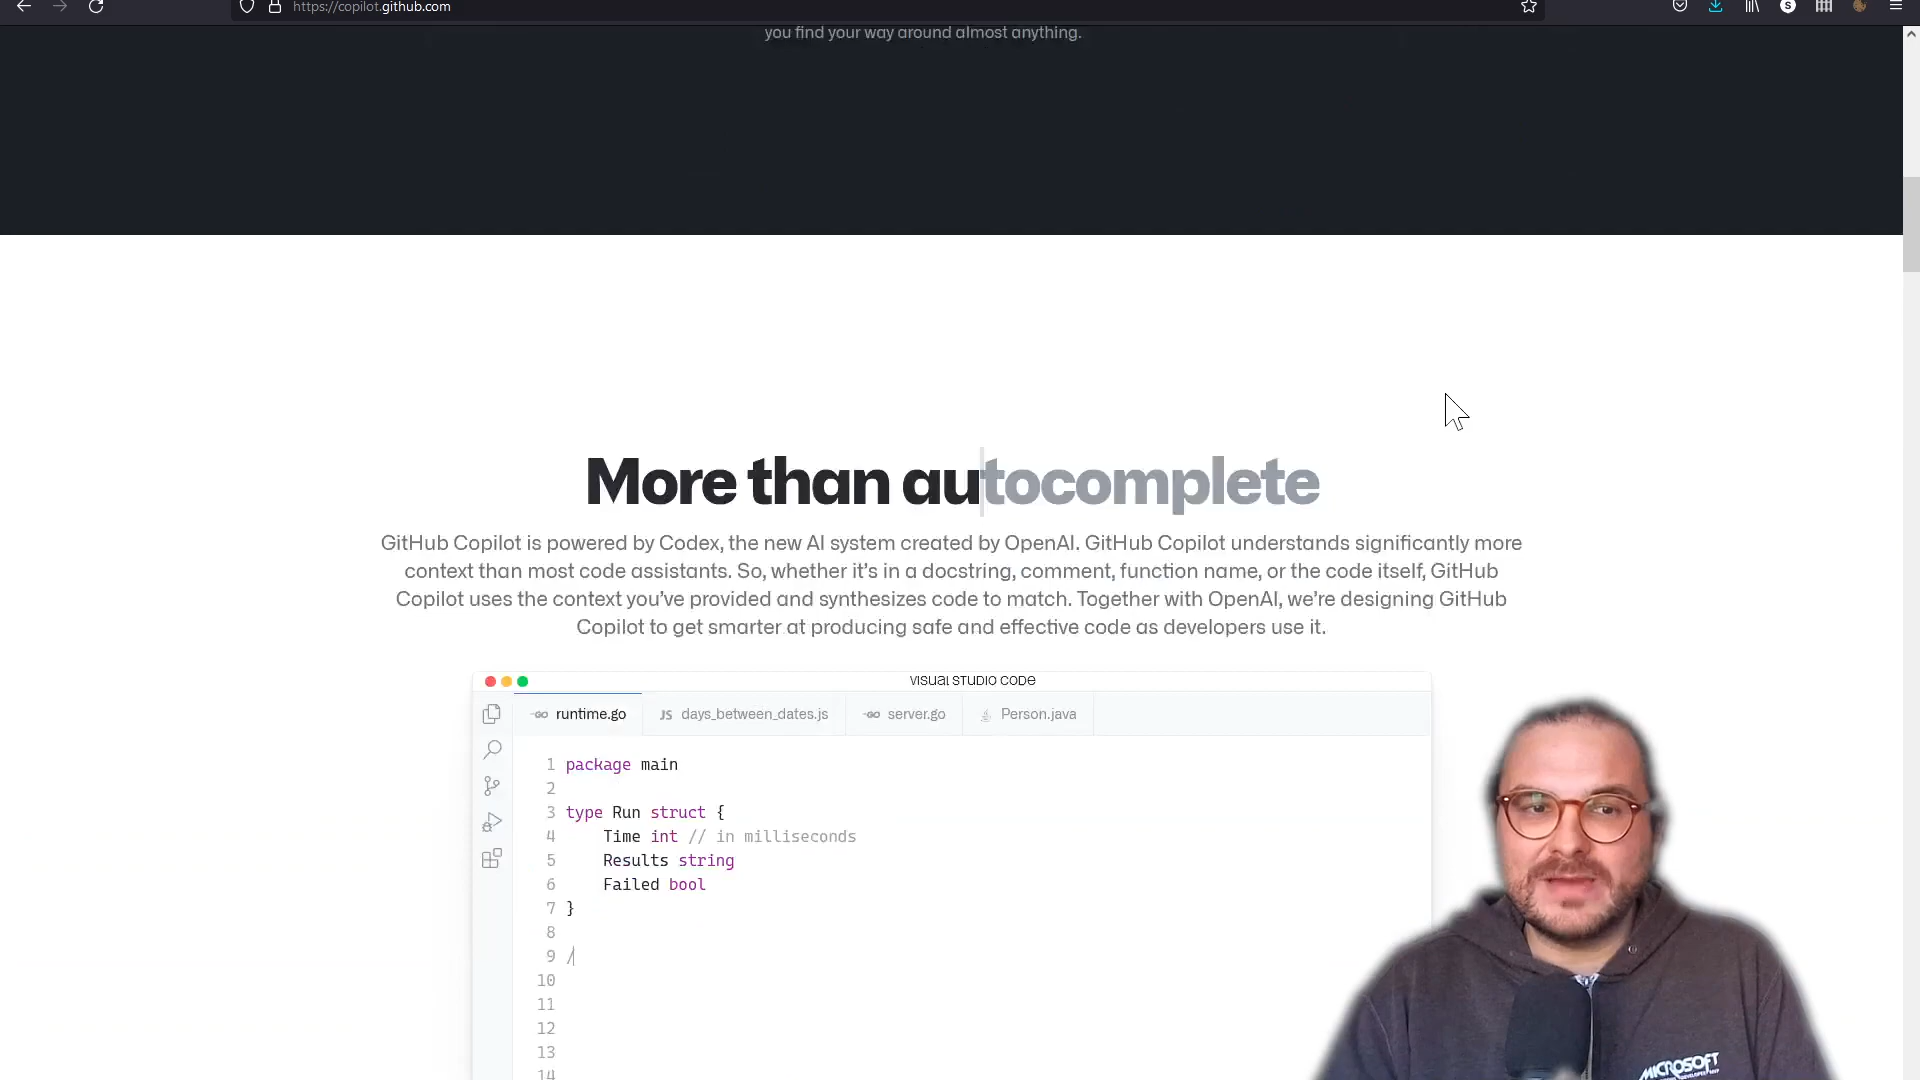 https://copilot.github.com
you find your way around almost anything.
More than autocomplete
GitHub Copilot is powered by Codex, the new AI system created by OpenAI. GitHub Copilot understands significantly more
context than most code assistants. So, whether it's in a docstring, comment, function name, or the code itself, GitHub
Copilot uses the context you've provided and synthesizes code to match. Together with OpenAI, we're designing GitHub
Copilot to get smarter at producing safe and effective code as developers use it.
Visual Studio Code
GO runtime.go JS days_between_dates.js GO server.go Person.java
1 package main
2
3 type Run struct {
4 Time int // in milliseconds
5 Results string
6 Failed bool
7 }
8
9 /
10
11
12
13
14
MICROSOFT